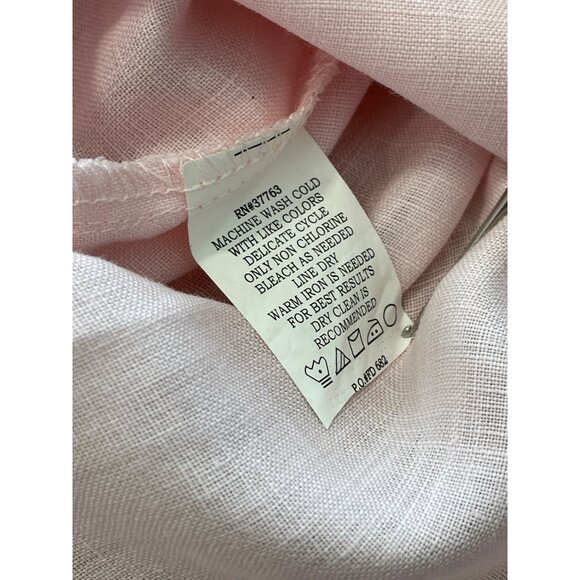 RN#37763
MACHINE WASH COLD
WITH LIKE COLORS
DELICATE CYCLE
ONLY NON CHLORINE
BLEACH AS NEEDED
LINE DRY
WARM IRON IS NEEDED
FOR BEST RESULTS
DRY CLEAN IS
RECOMMENDED
P.O#FD 682